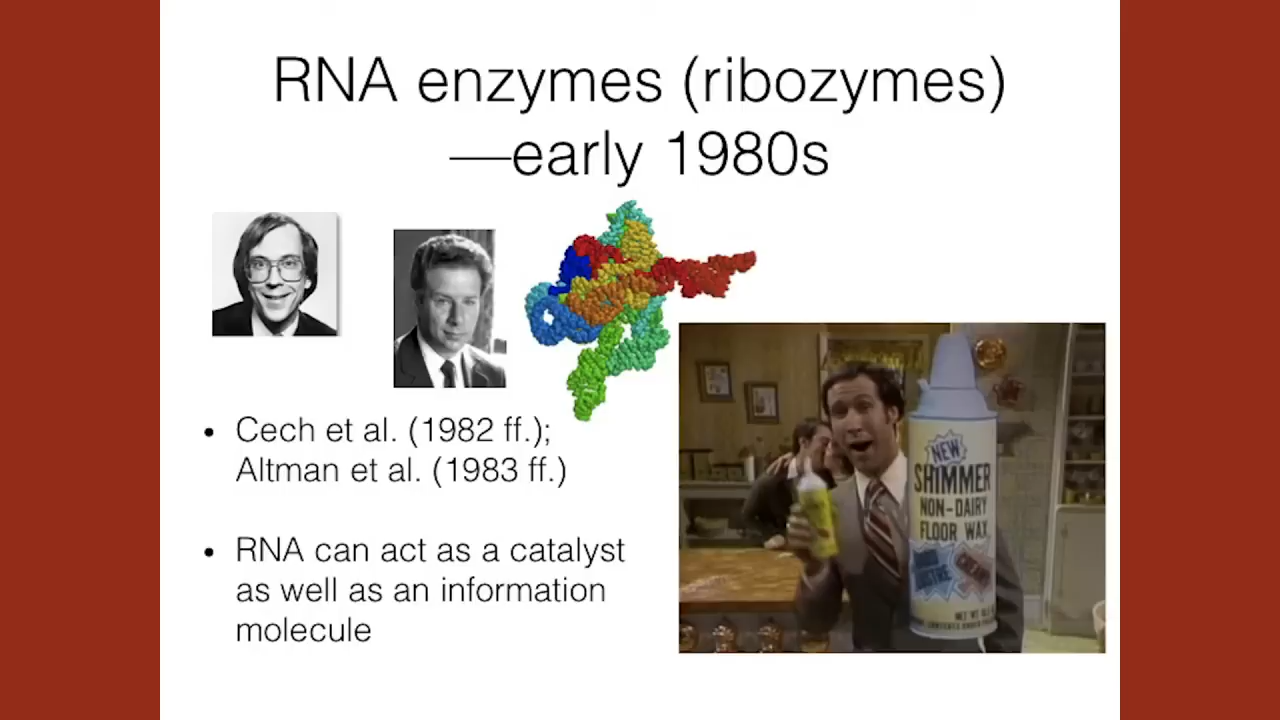 RNA enzymes (ribozymes)
—early 1980s
• Cech et al. (1982 ff.);
Altman et al. (1983 ff.)
• RNA can act as a catalyst
as well as an information
molecule
NEW
SHIMMER
NON-DAIRY
FLOOR WAX